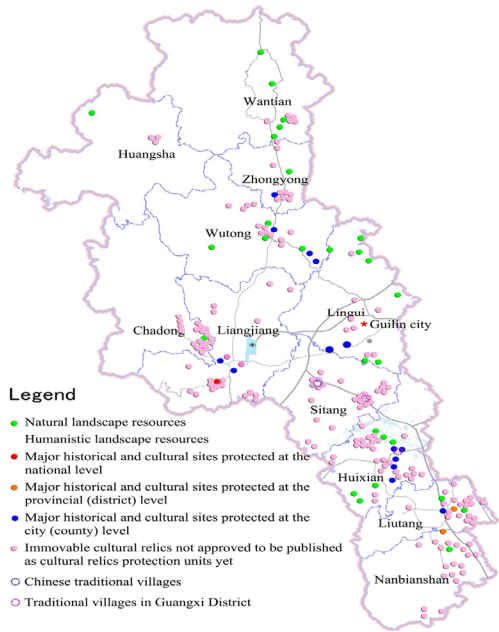 Wantian
Huangsha
Zhongyong
Wutong
Lingui
Chadong
Liangjiang
Guilin city
Legend
Sitang
Natural landscape resources
Humanistic landscape resources
Major historical and cultural sites protected at the
national level
Huixian
Major historical and cultural sites protected at the
provincial (district) level
Major historical and cultural sites protected at the
city (county) level
Liutang
Immovable cultural relics not approved to be published
as cultural relics protection units yet
Chinese traditional villages
Nanbianshan
Traditional villages in Guangxi District